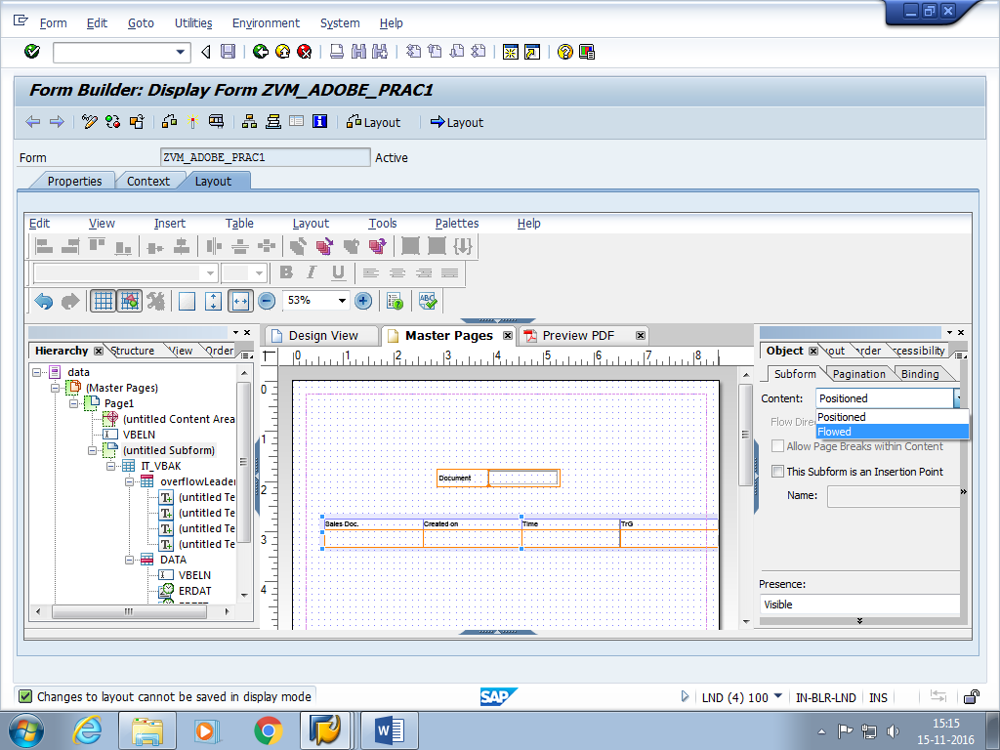 Form Edit Goto Utilities Environment System Help
Form Builder: Display Form ZVM_ADOBE_PRAC1
Layout Layout
Form ZVM_ADOBE_PRAC1 Active
Properties Context Layout
Edit View Insert Table Layout Tools Palettes Help
B I U
53%
ABC
Hierarchy Structure View Order
data
(Master Pages)
Page1
(untitled Content Area
VBELN
(untitled Subform)
IT_VBAK
overflowLeader
(untitled Te
(untitled Te
(untitled Te
(untitled Te
DATA
VBELN
ERDAT
Design View Master Pages Preview PDF
0 1 2 3 4 5 6 7 8
0
1
2
3
4
Document
Sales Doc. Created on Time TrG
Object out rder ccessibility
Subform Pagination Binding
Content: Positioned
Positioned
Flowed
Flow Dire
Allow Page Breaks within Content
This Subform is an Insertion Point
Name:
Presence:
Visible
Changes to layout cannot be saved in display mode
SAP
LND (4) 100 IN-BLR-LND INS
15:15
15-11-2016